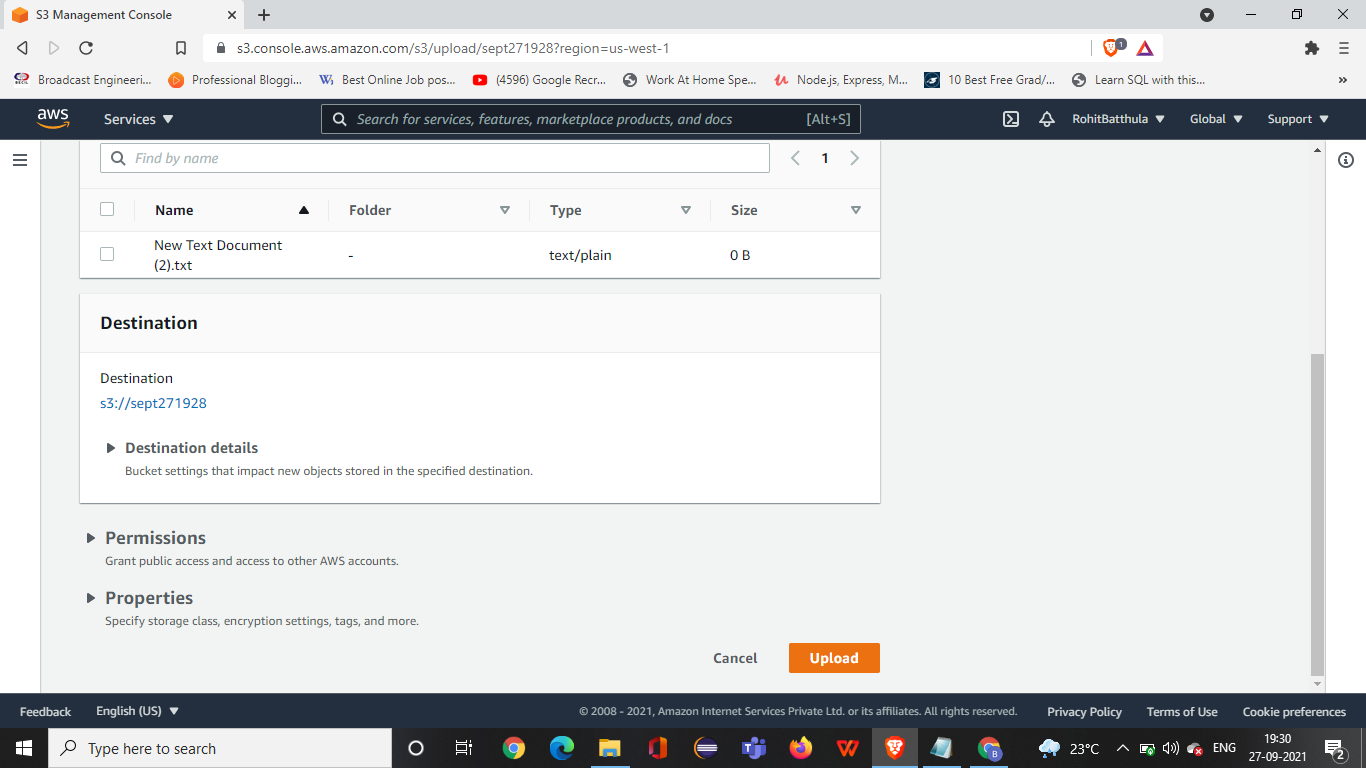 S3 Management Console
s3.console.aws.amazon.com/s3/upload/sept271928?region=us-west-1
1
Broadcast Engineeri...
Professional Bloggi...
Best Online Job pos...
(4596) Google Recr...
Work At Home Spe...
Node.js, Express, M...
10 Best Free Grad/...
Learn SQL with this...
»
aws
Services
Search for services, features, marketplace products, and docs
[Alt+S]
RohitBatthula
Global
Support
Find by name
1
Name
Folder
Type
Size
New Text Document
(2).txt
-
text/plain
0 B
Destination
Destination
s3://sept271928
Destination details
Bucket settings that impact new objects stored in the specified destination.
Permissions
Grant public access and access to other AWS accounts.
Properties
Specify storage class, encryption settings, tags, and more.
Cancel
Upload
Feedback
English (US)
© 2008 - 2021, Amazon Internet Services Private Ltd. or its affiliates. All rights reserved.
Privacy Policy
Terms of Use
Cookie preferences
Type here to search
23°C
ENG
19:30
27-09-2021
2